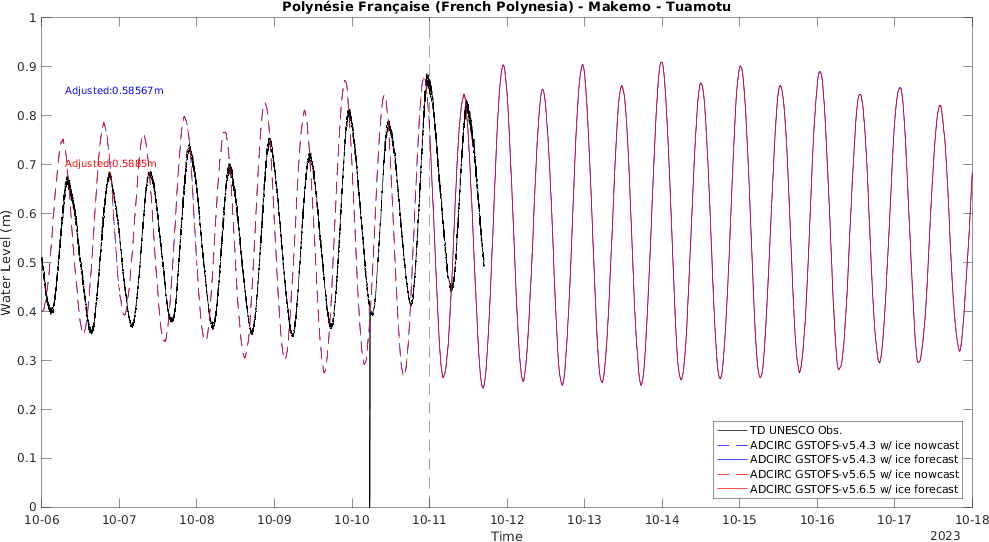 Polynésie Française (French Polynesia) - Makemo - Tuamotu
Water Level (m)
1
0.9
0.8
0.7
0.6
0.5
0.4
0.3
0.2
0.1
0
Adjusted:0.58567m
Adjusted:0.5885m
TD UNESCO Obs.
ADCIRC GSTOFS-v5.4.3 w/ ice nowcast
ADCIRC GSTOFS-v5.4.3 w/ ice forecast
ADCIRC GSTOFS-v5.6.5 w/ ice nowcast
ADCIRC GSTOFS-v5.6.5 w/ ice forecast
10-06 10-07 10-08 10-09 10-10 10-11 10-12 10-13 10-14 10-15 10-16 10-17 10-18
Time
2023